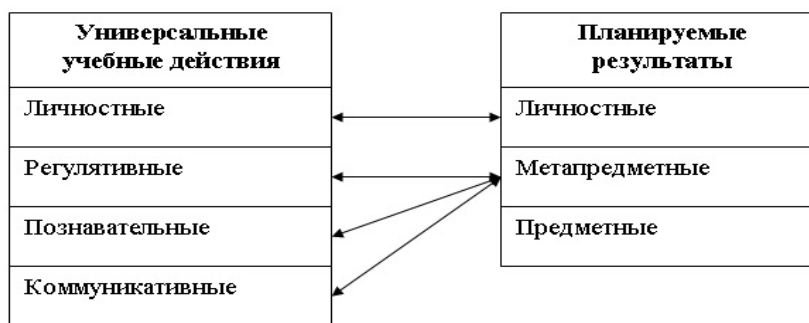 Универсальные
учебные действия
Личностные
Регулятивные
Познавательные
Коммуникативные
Планируемые
результаты
Личностные
Метапредметные
Предметные